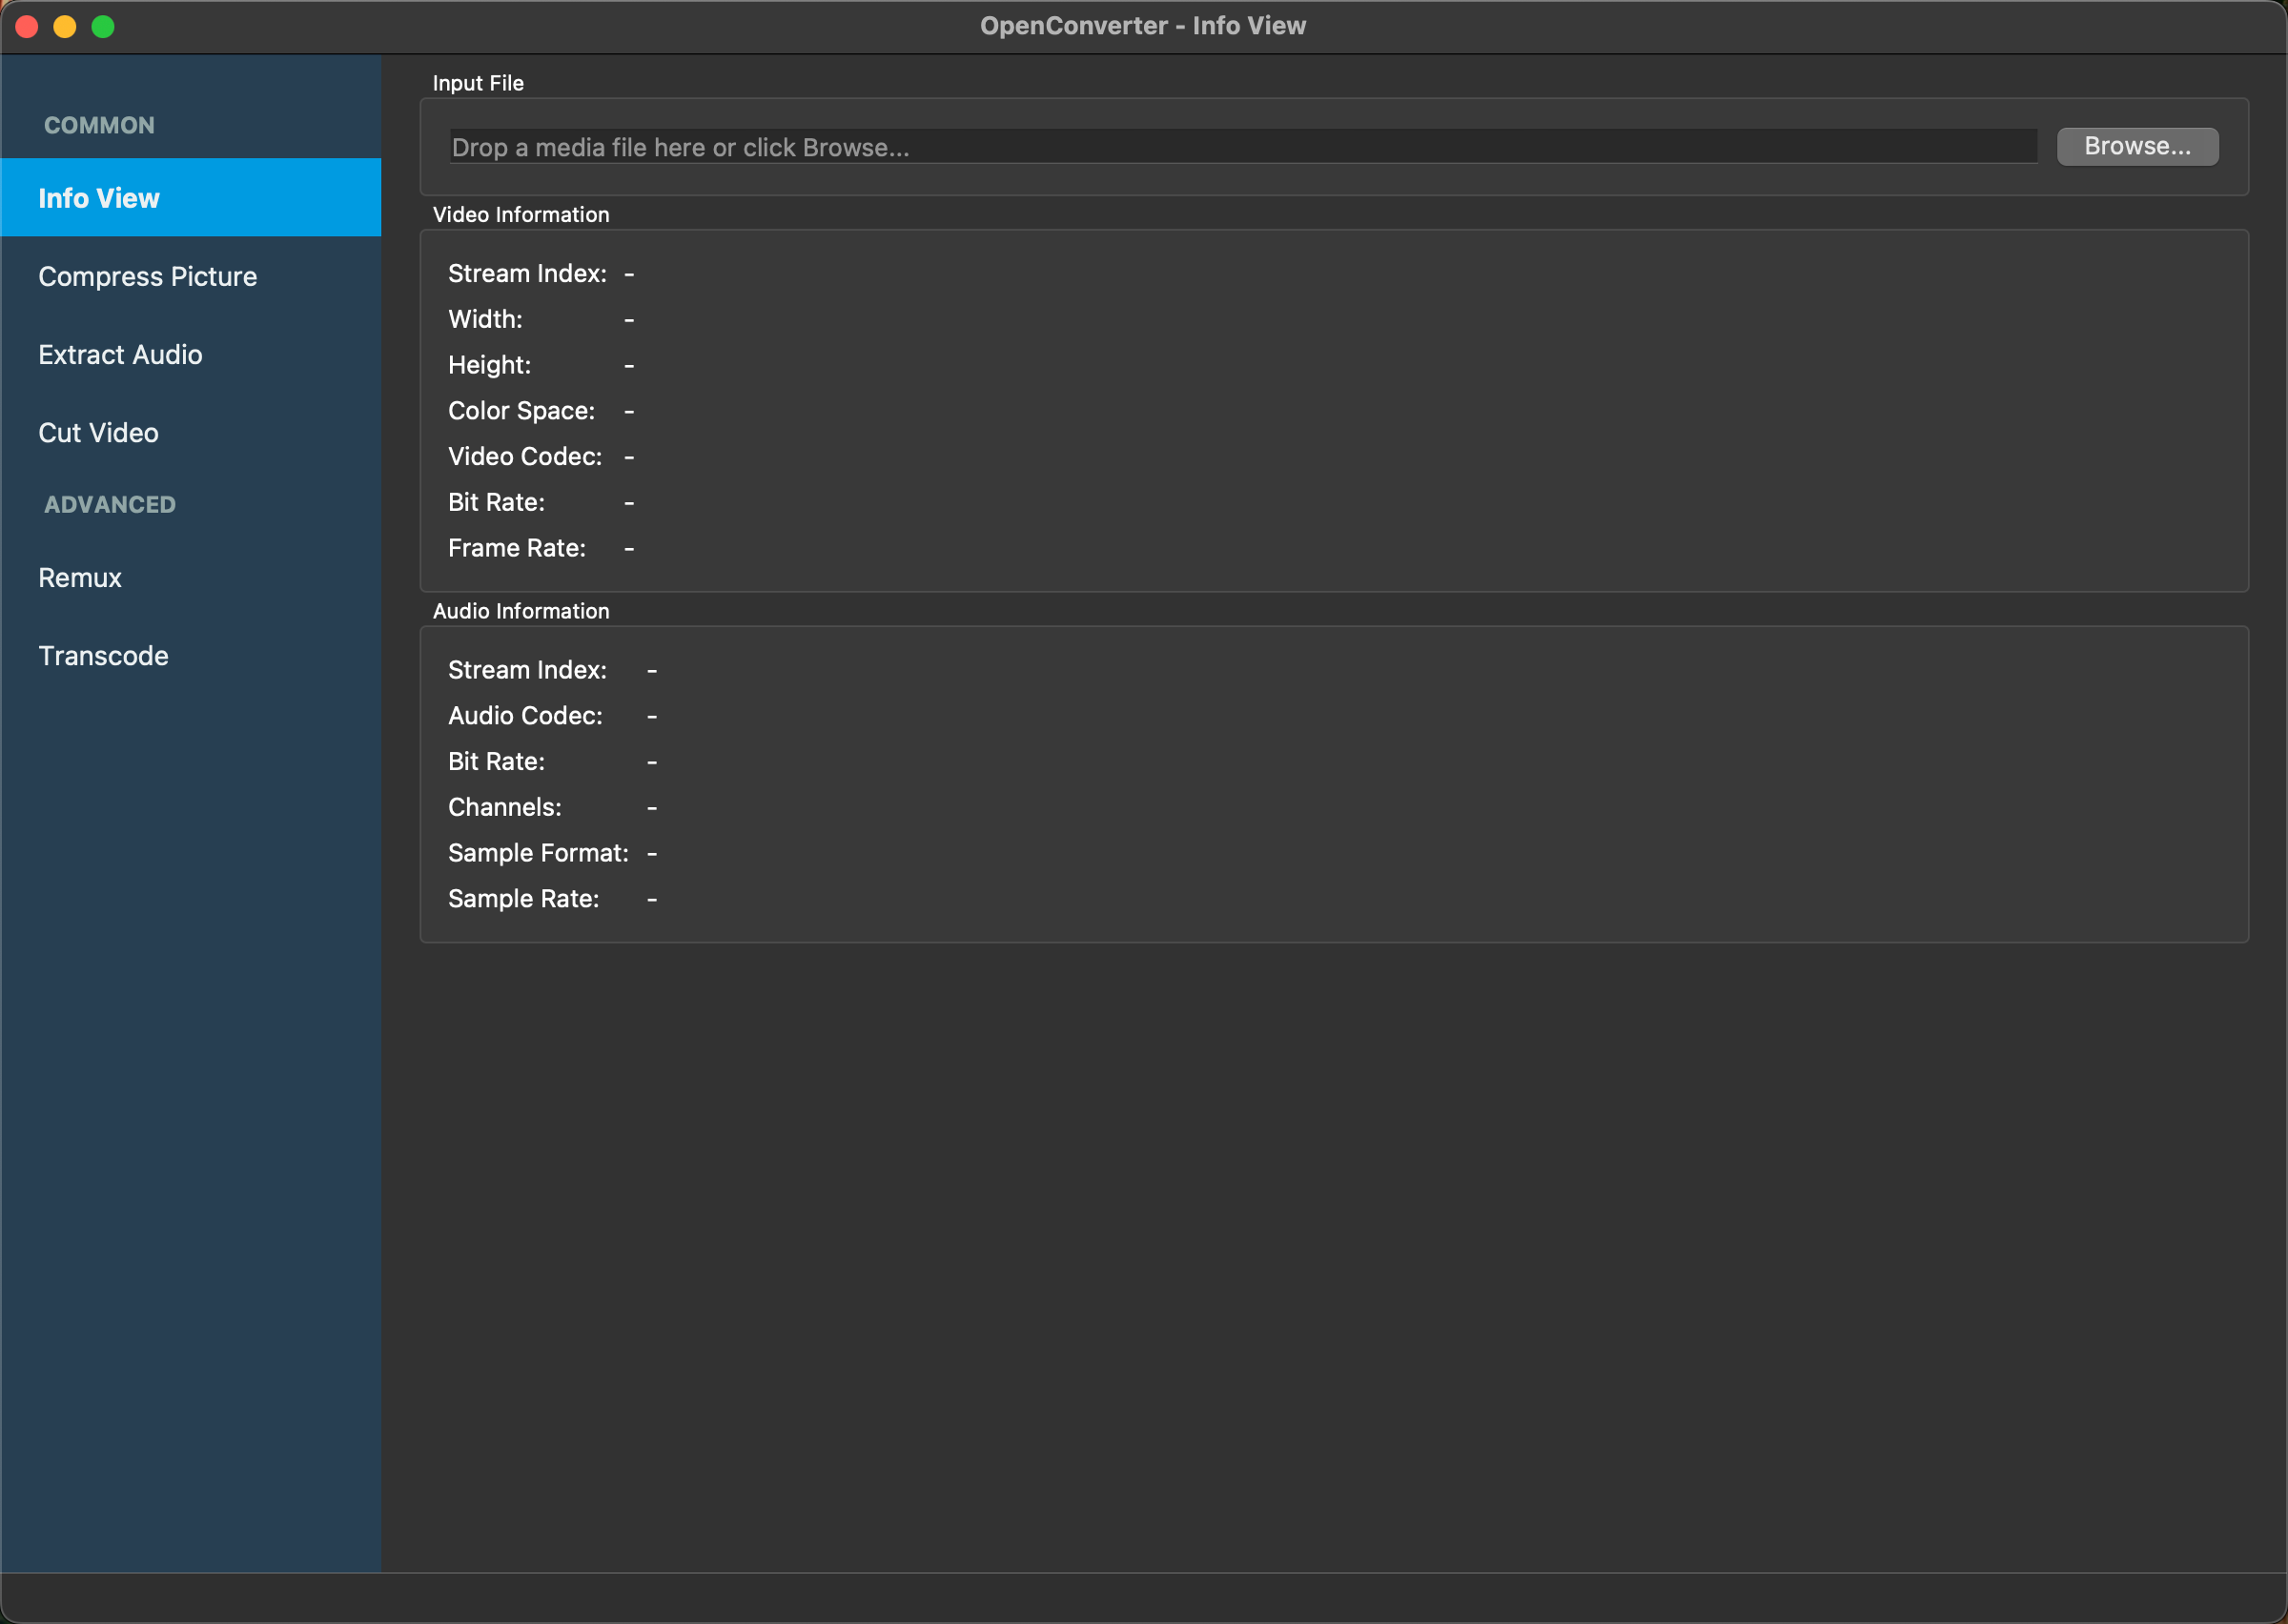 OpenConverter - Info View
COMMON
Info View
Compress Picture
Extract Audio
Cut Video
ADVANCED
Remux
Transcode
Input File
Drop a media file here or click Browse...
Browse...
Video Information
Stream Index: -
Width: -
Height: -
Color Space: -
Video Codec: -
Bit Rate: -
Frame Rate: -
Audio Information
Stream Index: -
Audio Codec: -
Bit Rate: -
Channels: -
Sample Format: -
Sample Rate: -